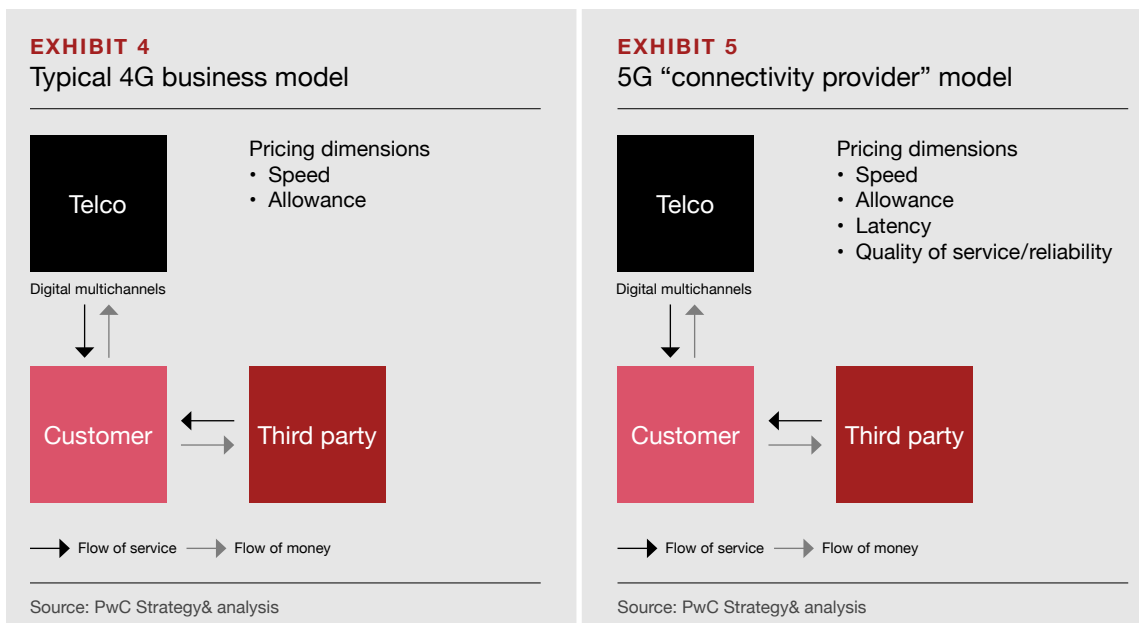 EXHIBIT 4
Typical 4G business model
Telco
Pricing dimensions
• Speed
• Allowance
Digital multichannels
Customer
Third party
Flow of service
Flow of money
Source: PwC Strategy& analysis
EXHIBIT 5
5G “connectivity provider” model
Telco
Pricing dimensions
• Speed
• Allowance
• Latency
• Quality of service/reliability
Digital multichannels
Customer
Third party
Flow of service
Flow of money
Source: PwC Strategy& analysis